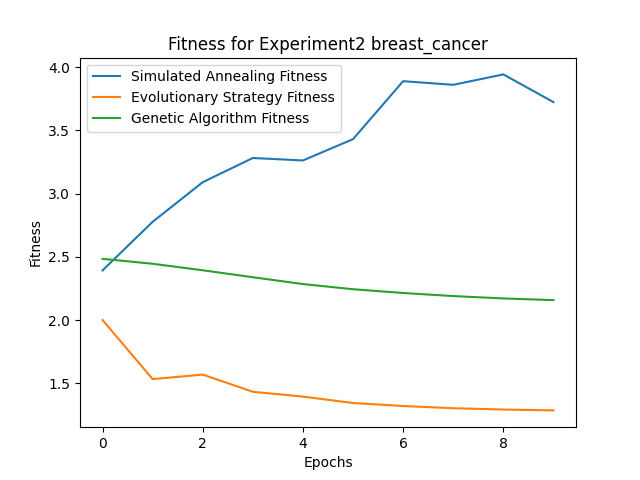 Fitness for Experiment2 breast_cancer
Simulated Annealing Fitness
Evolutionary Strategy Fitness
Genetic Algorithm Fitness
4.0
3.5
3.0
2.5
2.0
1.5
Fitness
0 2 4 6 8
Epochs